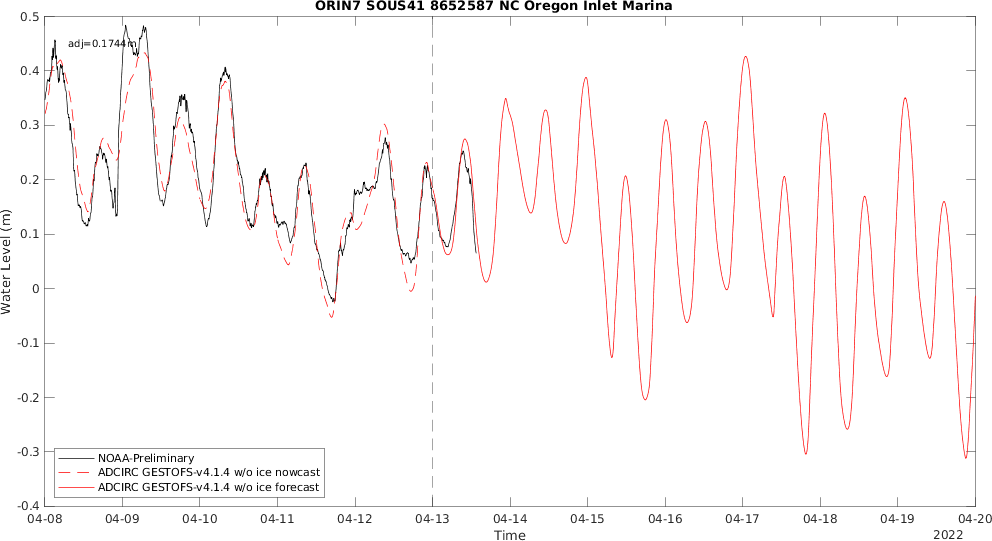 ORIN7 SOUS41 8652587 NC Oregon Inlet Marina
adj=0.1744m
0.5
0.4
0.3
0.2
0.1
0
-0.1
-0.2
-0.3
-0.4
Water Level (m)
NOAA-Preliminary
ADCIRC GESTOFS-v4.1.4 w/o ice nowcast
ADCIRC GESTOFS-v4.1.4 w/o ice forecast
04-08 04-09 04-10 04-11 04-12 04-13 04-14 04-15 04-16 04-17 04-18 04-19 04-20
Time
2022